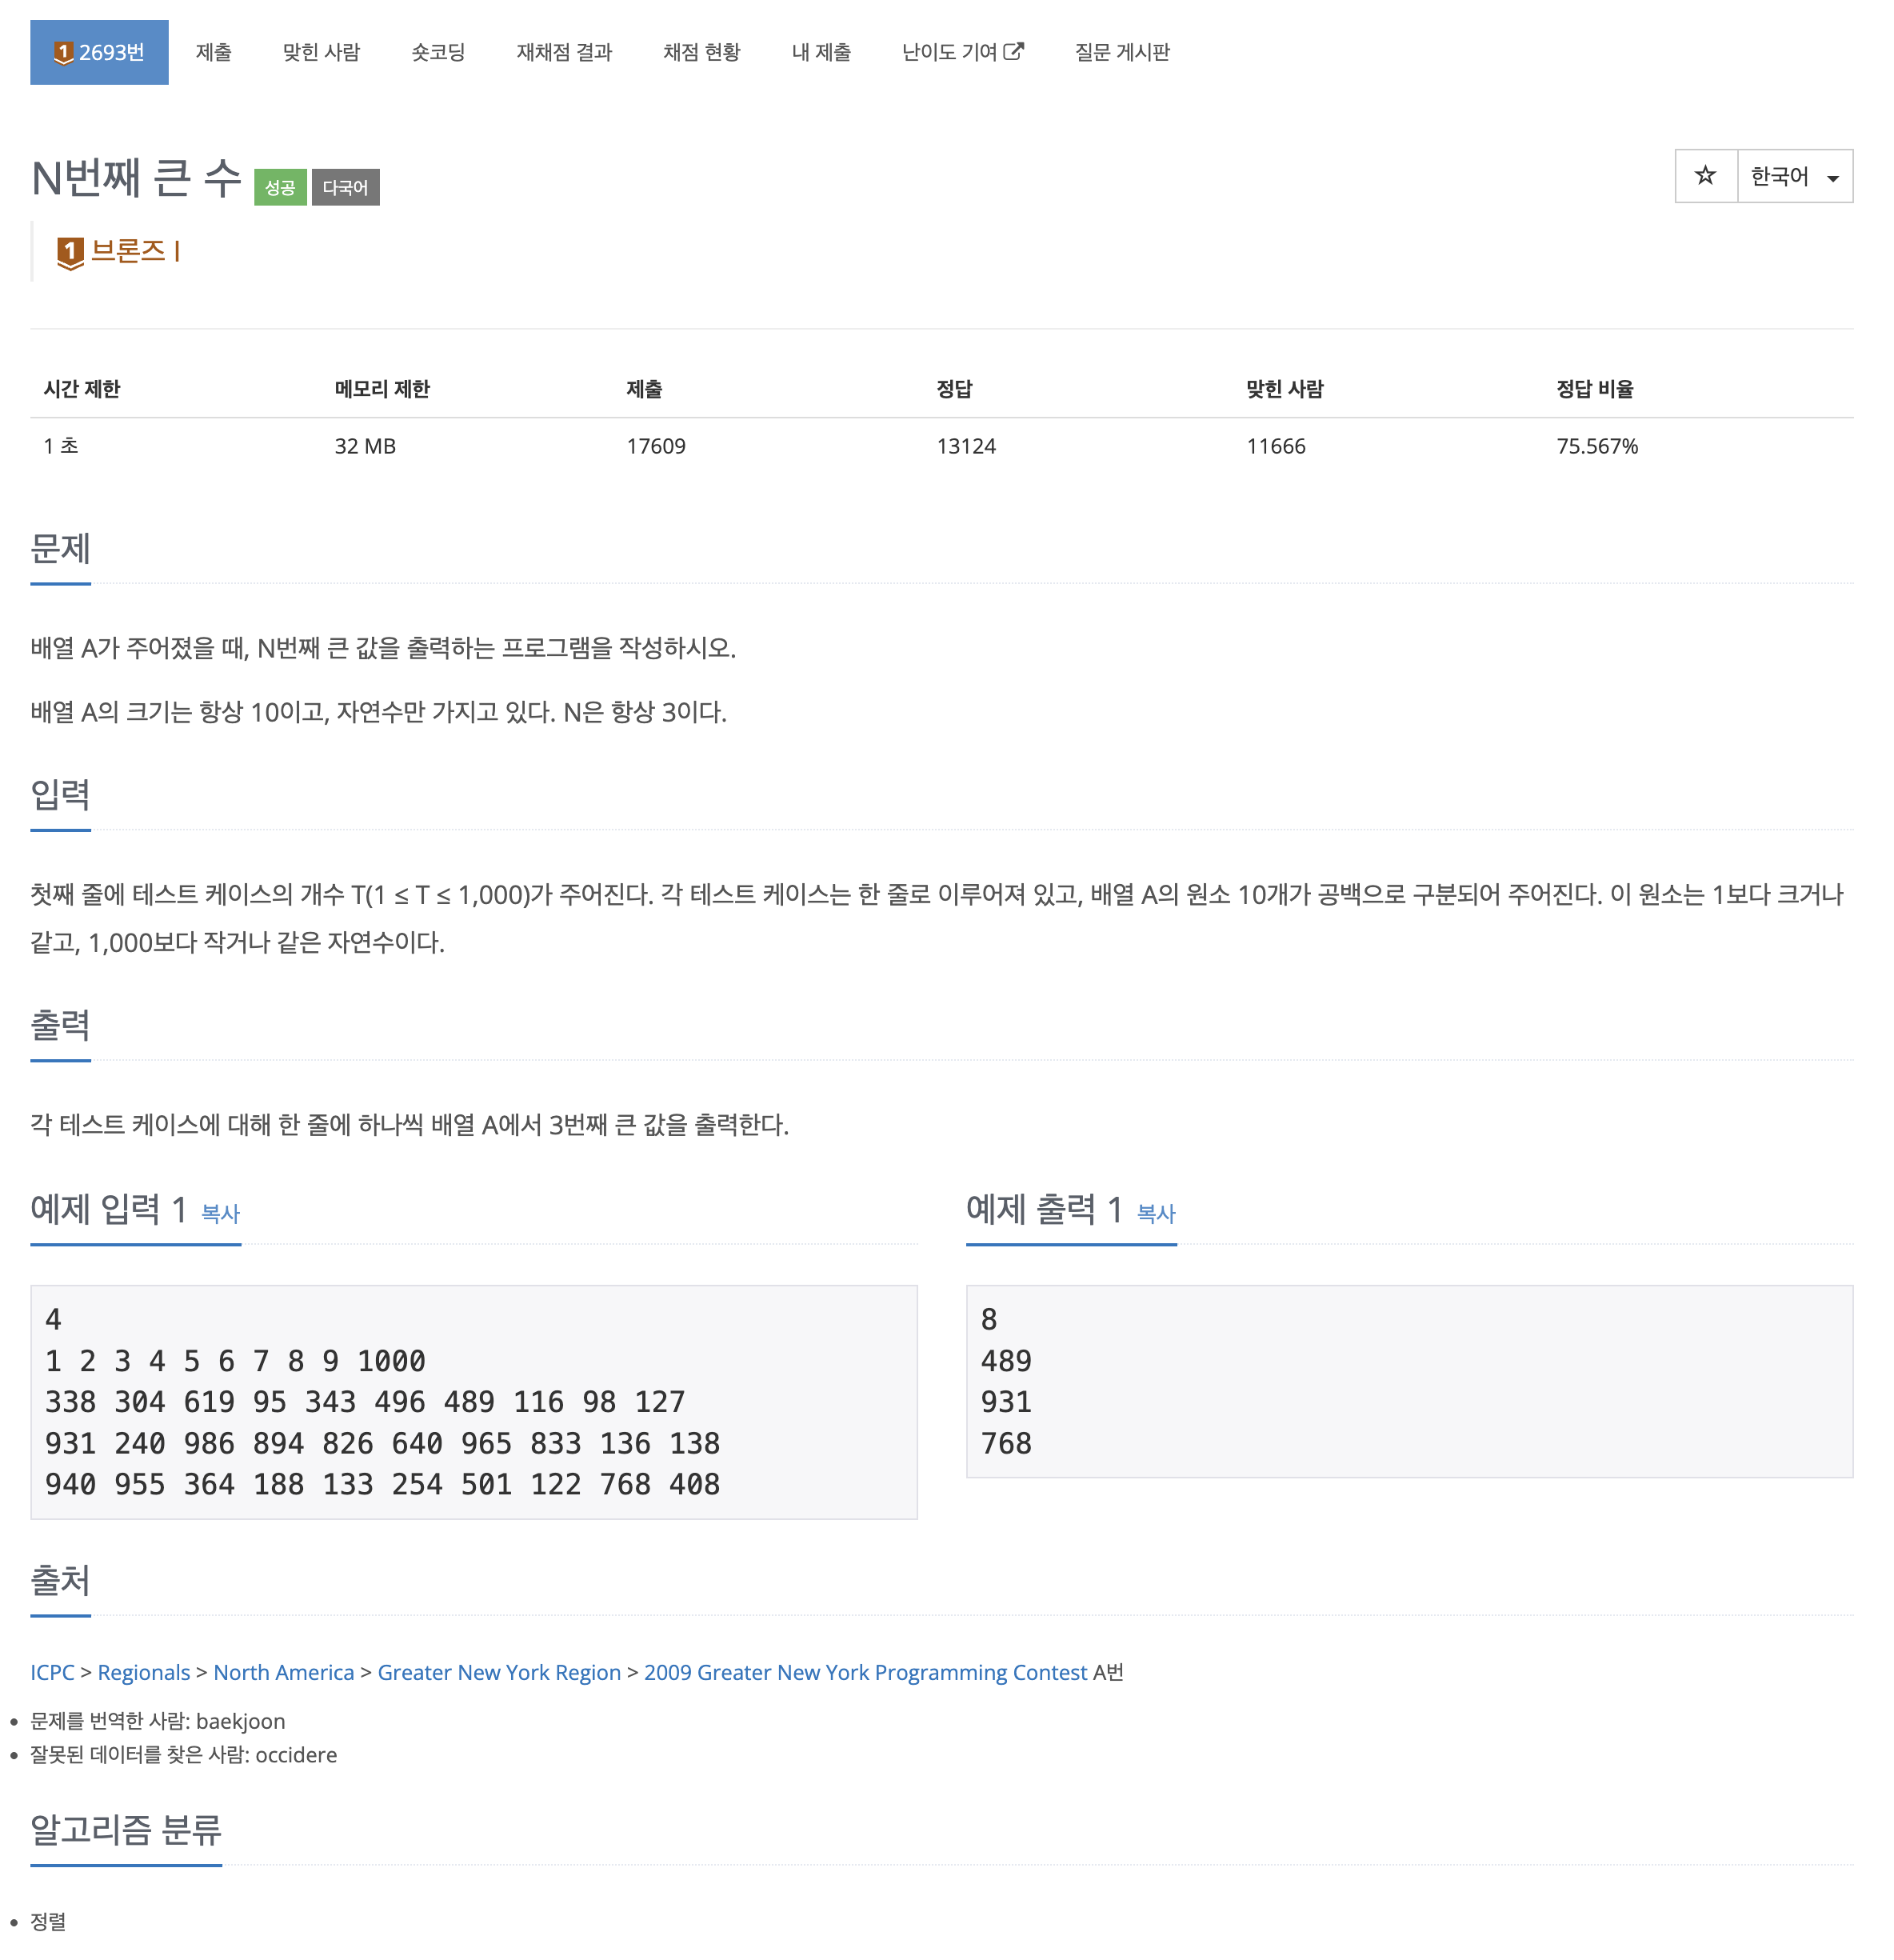 1 2693번 제출 맞힌 사람 숏코딩 재채점 결과 채점 현황 내 제출 난이도 기여 질문 게시판
N번째 큰 수 성공 다국어 ☆ 한국어
1 브론즈 I
시간 제한 메모리 제한 제출 정답 맞힌 사람 정답 비율
1 초 32 MB 17609 13124 11666 75.567%
문제
배열 A가 주어졌을 때, N번째 큰 값을 출력하는 프로그램을 작성하시오.
배열 A의 크기는 항상 10이고, 자연수만 가지고 있다. N은 항상 3이다.
입력
첫째 줄에 테스트 케이스의 개수 T(1 ≤ T ≤ 1,000)가 주어진다. 각 테스트 케이스는 한 줄로 이루어져 있고, 배열 A의 원소 10개가 공백으로 구분되어 주어진다. 이 원소는 1보다 크거나
같고, 1,000보다 작거나 같은 자연수이다.
출력
각 테스트 케이스에 대해 한 줄에 하나씩 배열 A에서 3번째 큰 값을 출력한다.
예제 입력 1 복사
4
1 2 3 4 5 6 7 8 9 1000
338 304 619 95 343 496 489 116 98 127
931 240 986 894 826 640 965 833 136 138
940 955 364 188 133 254 501 122 768 408
예제 출력 1 복사
8
489
931
768
출처
ICPC > Regionals > North America > Greater New York Region > 2009 Greater New York Programming Contest A번
• 문제를 번역한 사람: baekjoon
• 잘못된 데이터를 찾은 사람: occidere
알고리즘 분류
• 정렬